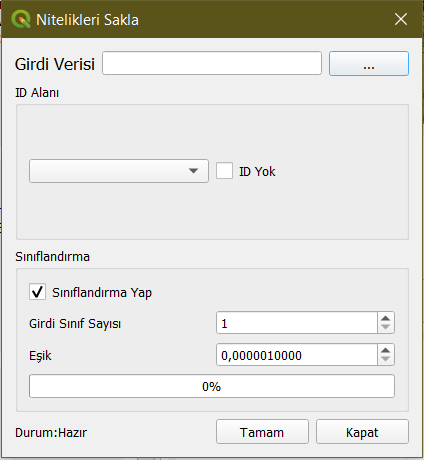 Nitelikleri Sakla
Girdi Verisi ...
ID Alanı
ID Yok
Sınıflandırma
Sınıflandırma Yap
Girdi Sınıf Sayısı 1
Eşik 0,0000010000
0%
Durum:Hazır Tamam Kapat